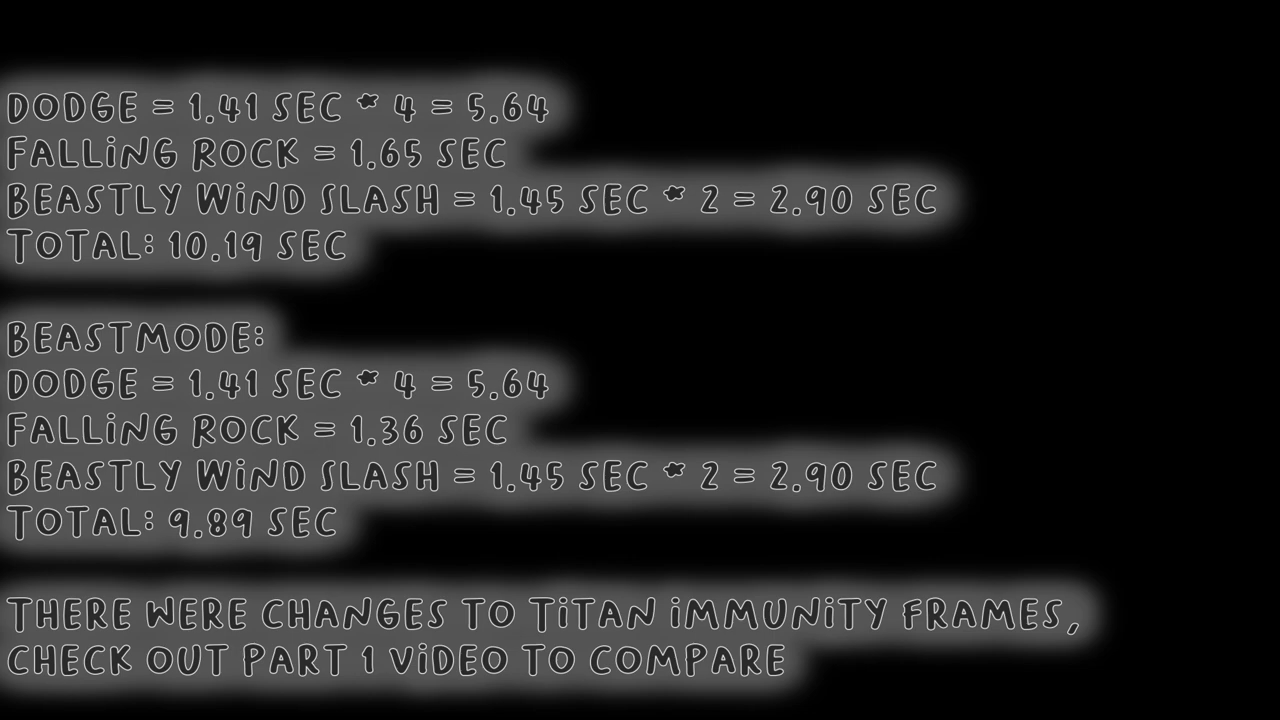 DODGE = 1.41 SEC * 4 = 5.64
FALLING ROCK = 1.65 SEC
BEASTLY WIND SLASH = 1.45 SEC * 2 = 2.90 SEC
TOTAL: 10.19 SEC
BEASTMODE:
DODGE = 1.41 SEC * 4 = 5.64
FALLING ROCK = 1.36 SEC
BEASTLY WIND SLASH = 1.45 SEC * 2 = 2.90 SEC
TOTAL: 9.89 SEC
THERE WERE CHANGES TO TITAN IMMUNITY FRAMES,
CHECK OUT PART 1 VIDEO TO COMPARE